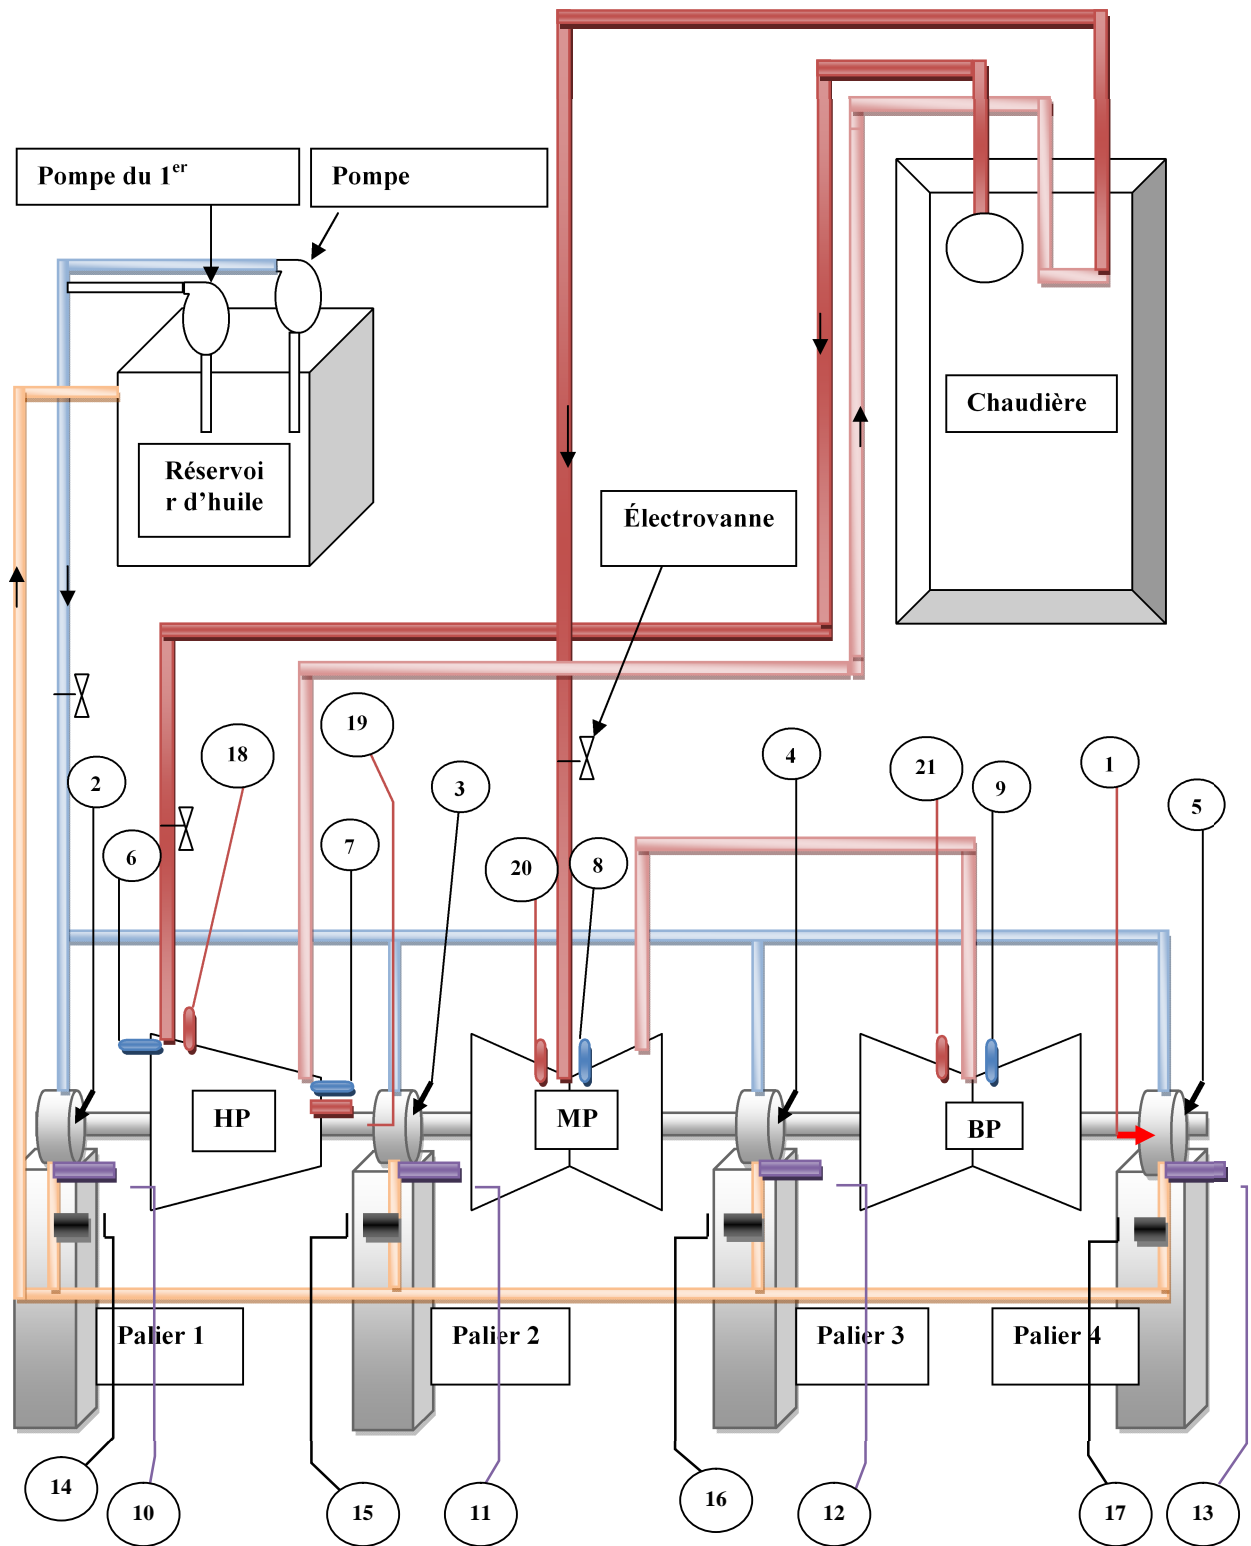 Pompe du 1er
Pompe
Chaudière
Réservoi
r d’huile
Électrovanne
19
18
4
21
1
2
3
9
5
6
7
20
8
HP
MP
BP
Palier 1
Palier 2
Palier 3
Palier 4
14
10
15
11
16
12
17
13